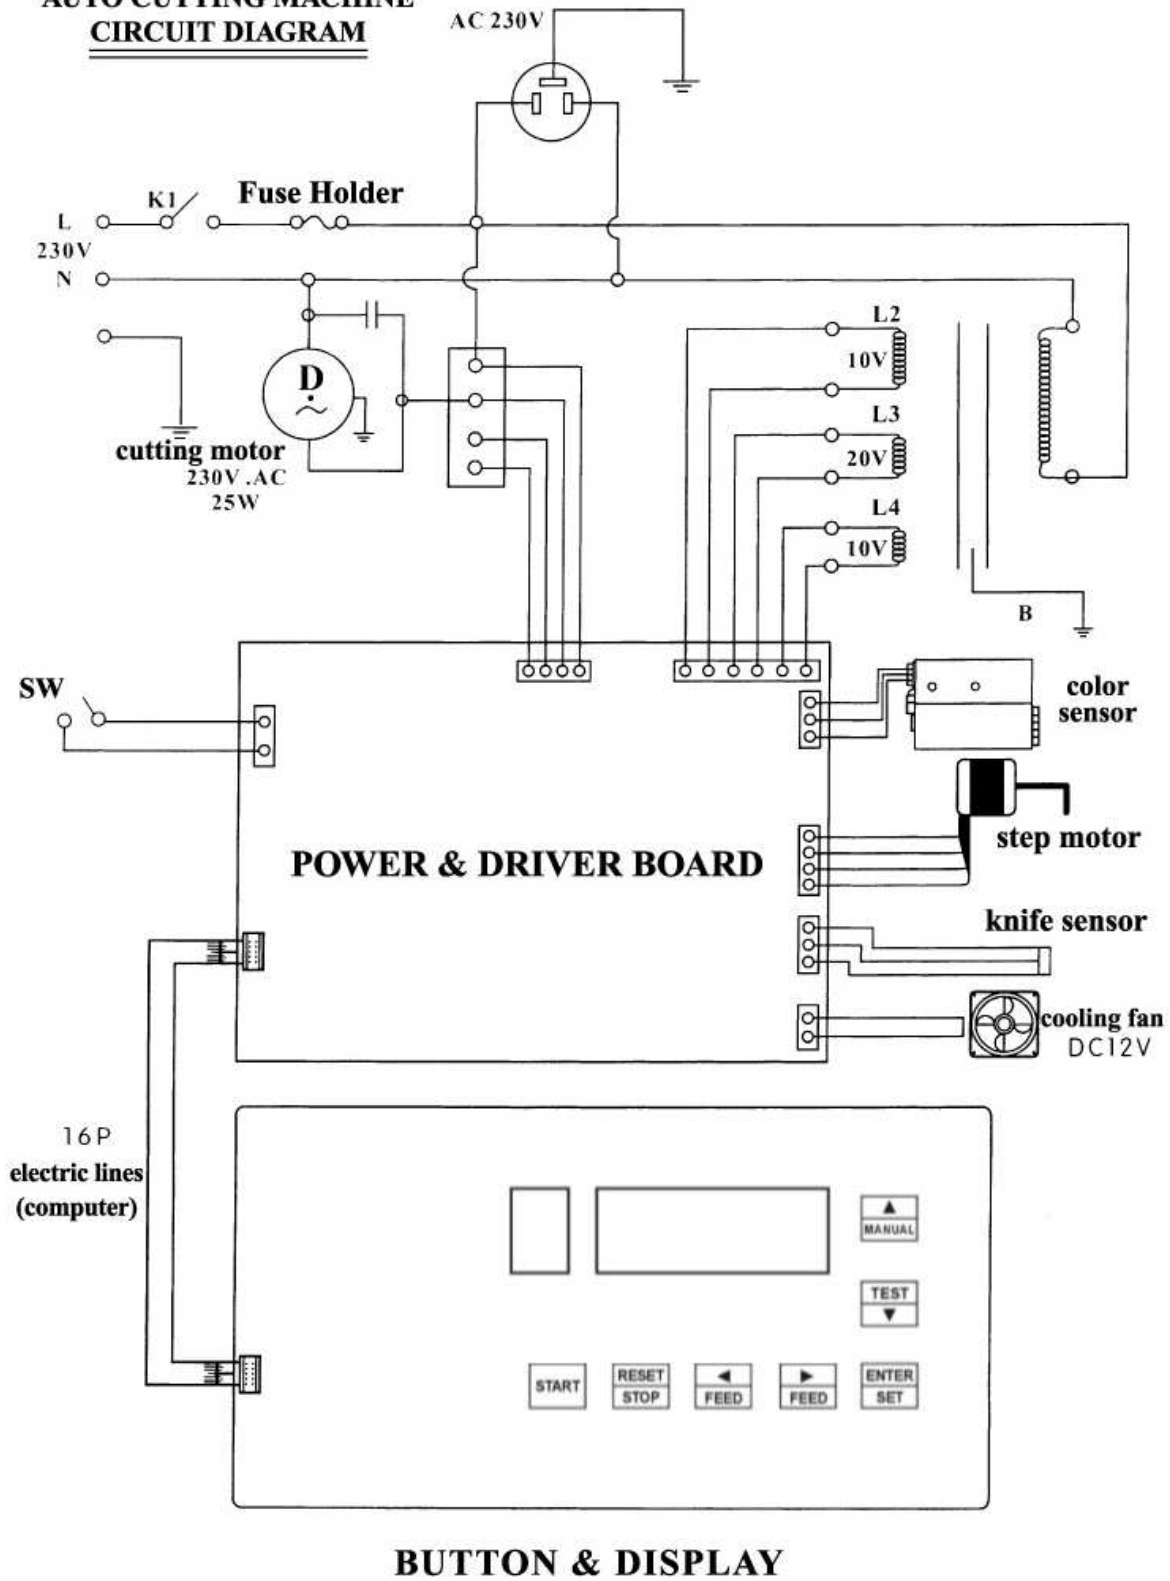 AUTO CUTTING MACHINE
CIRCUIT DIAGRAM
AC 230V
K1
Fuse Holder
L
230V
N
D
cutting motor
230V .AC
25W
L2
10V
L3
20V
L4
10V
B
SW
color
sensor
step motor
POWER & DRIVER BOARD
knife sensor
cooling fan
DC12V
16P
electric lines
(computer)
▲
MANUAL
TEST
▼
START
RESET
STOP
◀
FEED
▶
FEED
ENTER
SET
BUTTON & DISPLAY